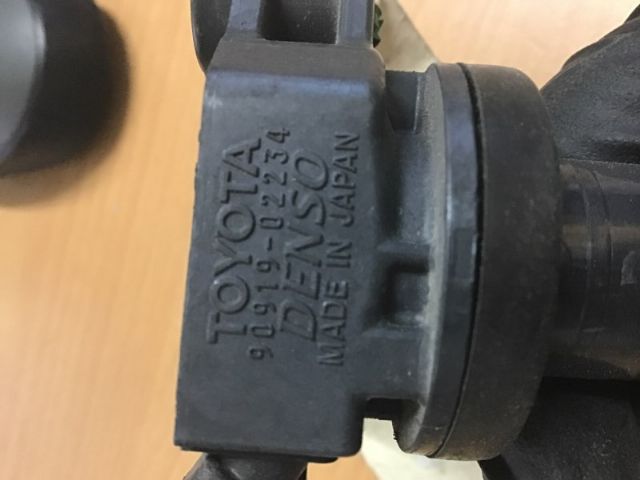 TOYOTA
90919-02234
DENSO
MADE IN JAPAN